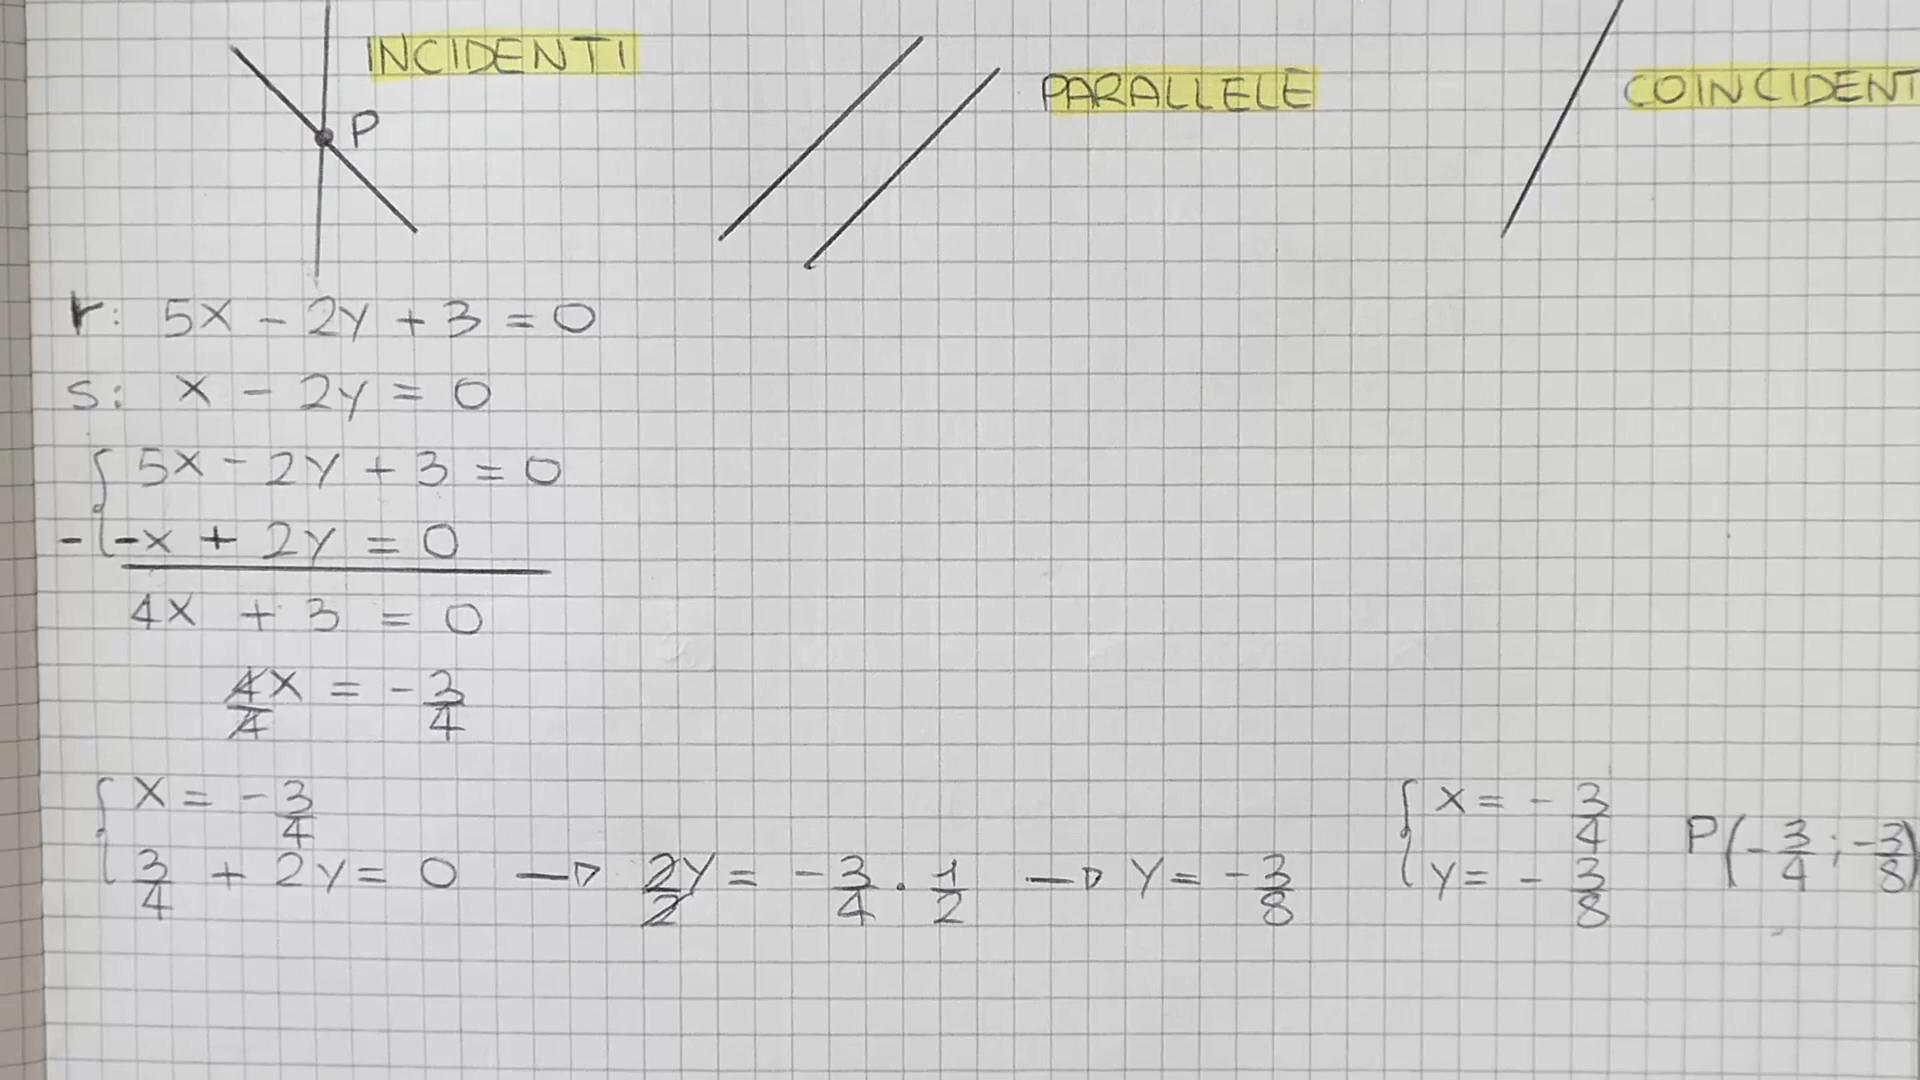 INCIDENTI
PARALLELE
COINCIDENT
P
r: 5x - 2y + 3 = 0
s: x - 2y = 0
{ 5x - 2y + 3 = 0
- { -x + 2y = 0
4x + 3 = 0
4x/4 = - 3/4
{ x = - 3/4
{ 3/4 + 2y = 0 → 2y/2 = - 3/4 · 1/2 → y = - 3/8
{ x = - 3/4
{ y = - 3/8
P(- 3/4 ; - 3/8)